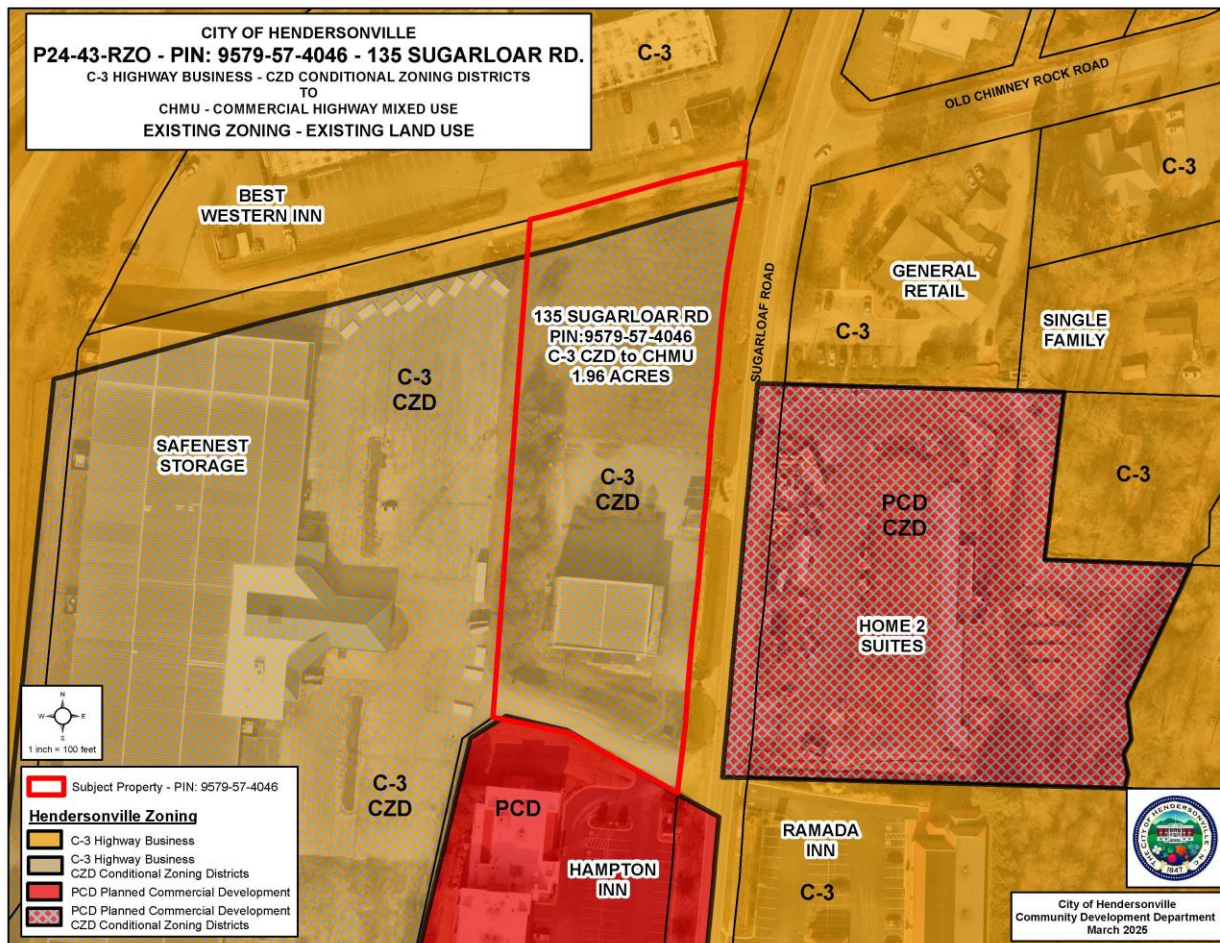 CITY OF HENDERSONVILLE
P24-43-RZO - PIN: 9579-57-4046 - 135 SUGARLOAR RD.
C-3 HIGHWAY BUSINESS - CZD CONDITIONAL ZONING DISTRICTS
TO
CHMU - COMMERCIAL HIGHWAY MIXED USE
EXISTING ZONING - EXISTING LAND USE
C-3
OLD CHIMNEY ROCK ROAD
C-3
BEST
WESTERN INN
GENERAL
RETAIL
C-3
SINGLE
FAMILY
135 SUGARLOAR RD
PIN:9579-57-4046
C-3 CZD to CHMU
1.96 ACRES
SUGARLOAF ROAD
C-3
CZD
SAFENEST
STORAGE
C-3
CZD
PCD
CZD
C-3
HOME 2
SUITES
N
W E
S
1 inch = 100 feet
C-3
CZD
PCD
HAMPTON
INN
RAMADA
INN
C-3
Subject Property - PIN: 9579-57-4046
Hendersonville Zoning
C-3 Highway Business
C-3 Highway Business
CZD Conditional Zoning Districts
PCD Planned Commercial Development
PCD Planned Commercial Development
CZD Conditional Zoning Districts
THE CITY OF HENDERSONVILLE - N.C.
1847
City of Hendersonville
Community Development Department
March 2025